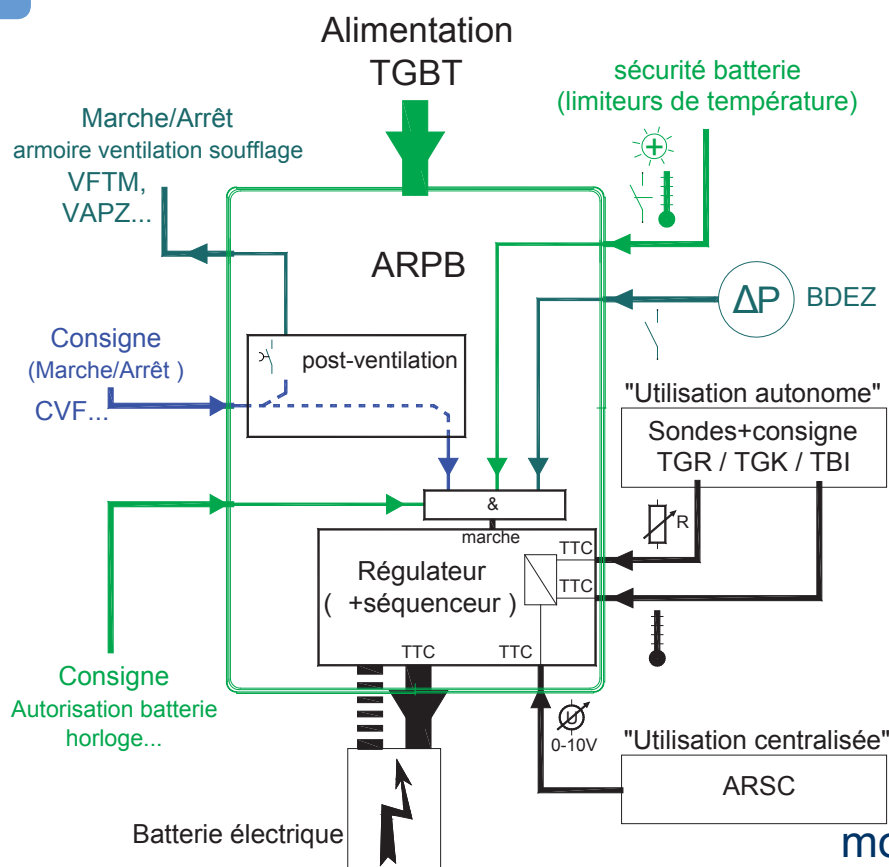 Alimentation
TGBT
sécurité batterie
(limiteurs de température)
Marche/Arrêt
armoire ventilation soufflage
VFTM,
VAPZ...
ARPB
ΔP
BDEZ
Consigne
(Marche/Arrêt )
CVF...
post-ventilation
"Utilisation autonome"
Sondes+consigne
TGR / TGK / TBI
&
marche
R
TTC
Régulateur
( +séquenceur )
TTC
TTC
TTC
Consigne
Autorisation batterie
horloge...
U
0-10V
"Utilisation centralisée"
ARSC
Batterie électrique